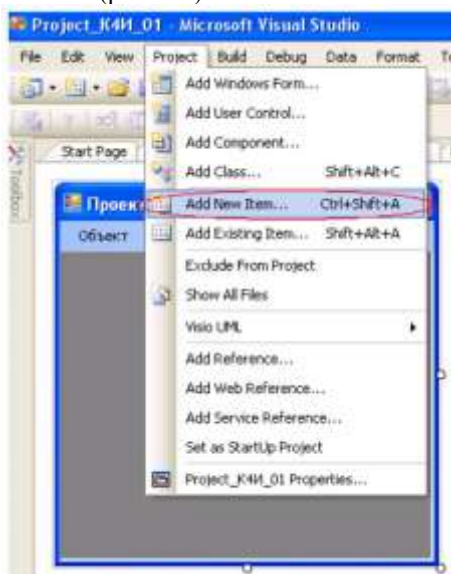 Project_К4И_01 - Microsoft Visual Studio
File Edit View Project Build Debug Data Format
Start Page
Toolbox
Объект
Add Windows Form...
Add User Control...
Add Component...
Add Class... Shift+Alt+C
Add New Item... Ctrl+Shift+A
Add Existing Item... Shift+Alt+A
Exclude From Project
Show All Files
Visio UML
Add Reference...
Add Web Reference...
Add Service Reference...
Set as StartUp Project
Project_К4И_01 Properties...